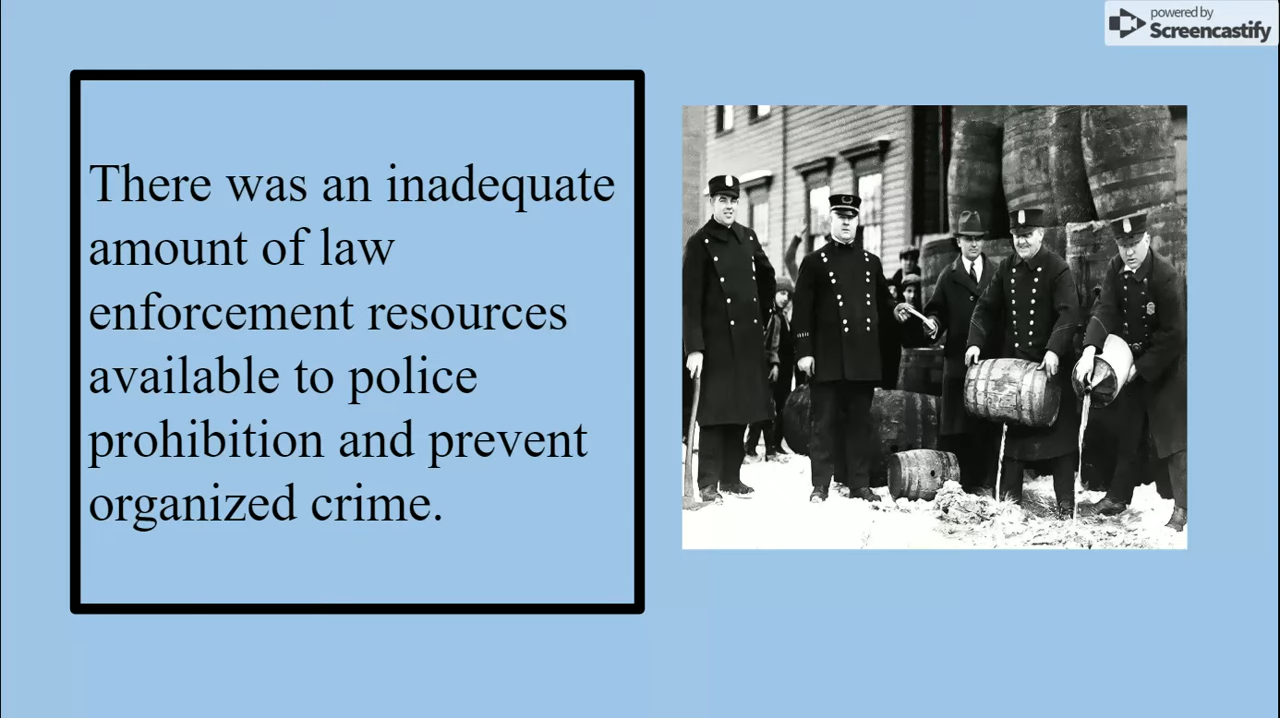 powered by
Screencastify
There was an inadequate
amount of law
enforcement resources
available to police
prohibition and prevent
organized crime.